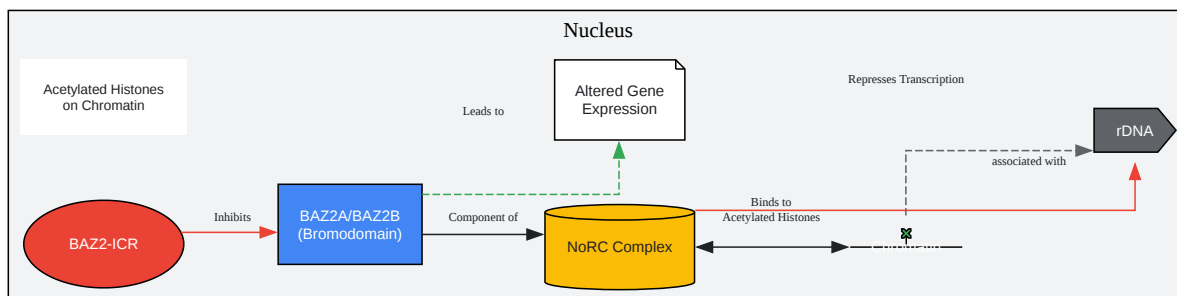 Nucleus
Acetylated Histones
on Chromatin
Altered Gene
Expression
Represses Transcription
Leads to
rDNA
associated with
Inhibits
BAZ2A/BAZ2B
(Bromodomain)
Component of
Binds to
Acetylated Histones
BAZ2-ICR
NoRC Complex